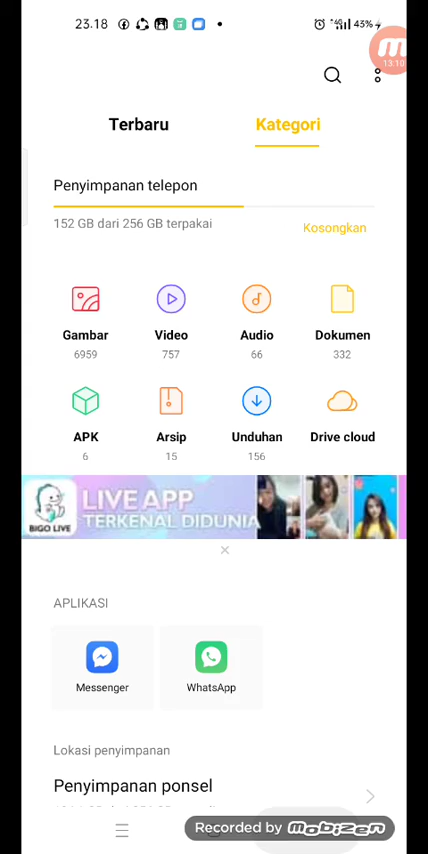 23.18
4G
43%
13:10
Terbaru
Kategori
Penyimpanan telepon
152 GB dari 256 GB terpakai
Kosongkan
Gambar
Video
Audio
Dokumen
6959
757
66
332
APK
Arsip
Unduhan
Drive cloud
6
15
156
BIGO LIVE
LIVE APP
TERKENAL DIDUNIA
APLIKASI
Messenger
WhatsApp
Lokasi penyimpanan
Penyimpanan ponsel
Recorded by mobizen